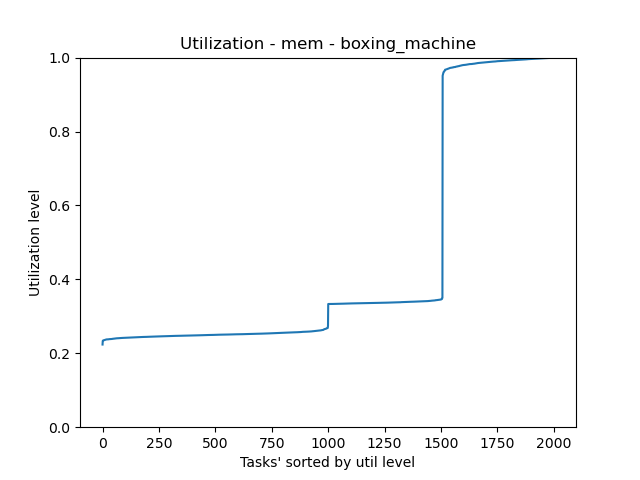 Utilization - mem - boxing_machine
1.0
0.8
0.6
0.4
0.2
0.0
Utilization level
0 250 500 750 1000 1250 1500 1750 2000
Tasks' sorted by util level